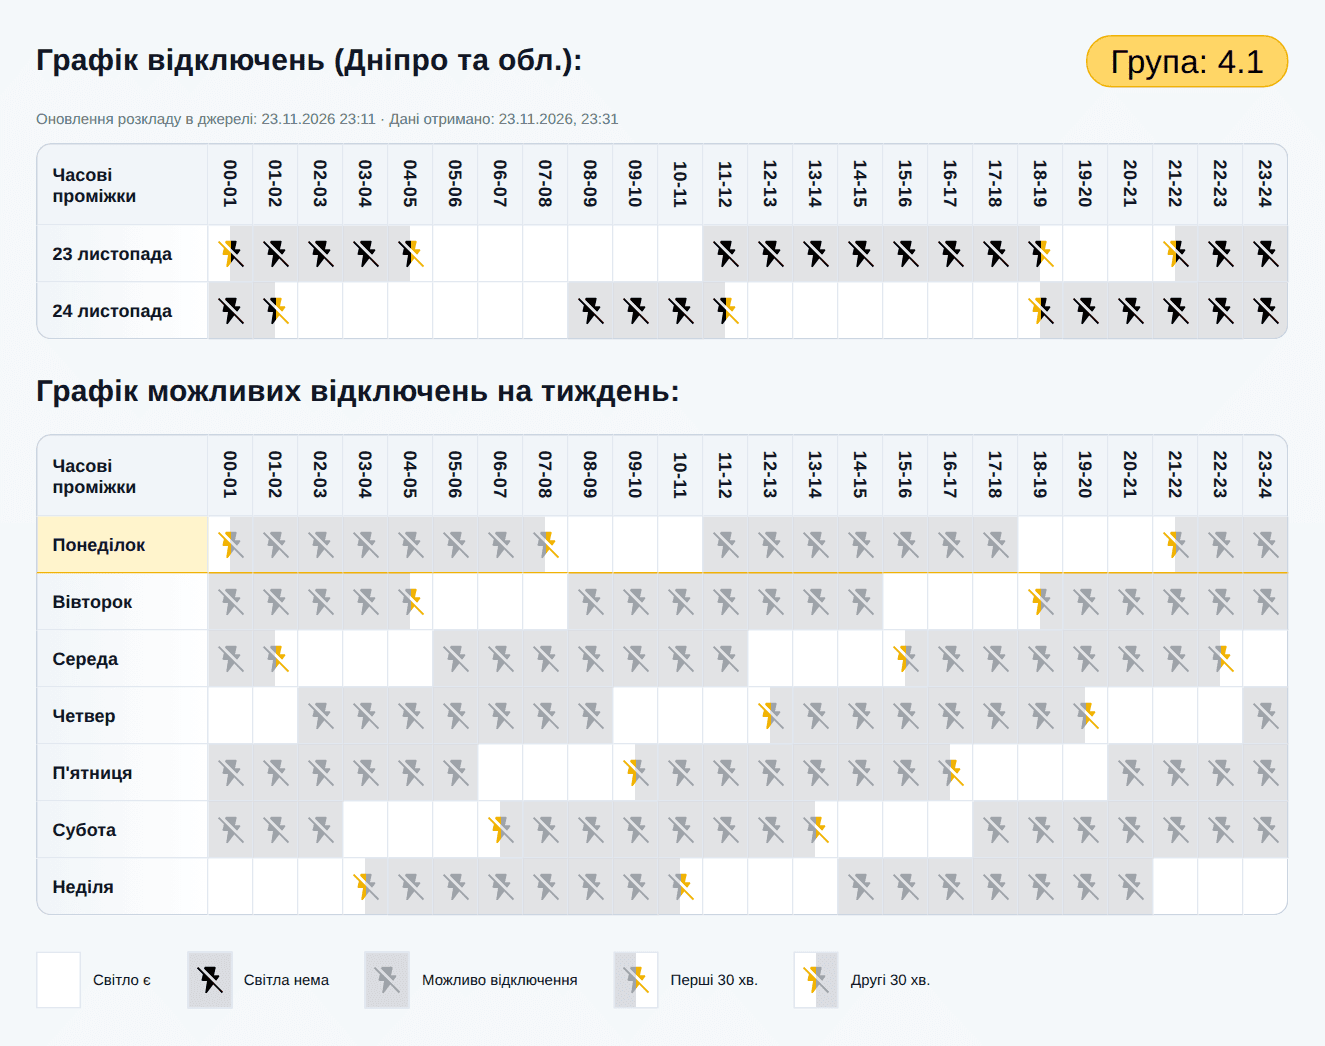 Графік відключень (Дніпро та обл.):
Група: 4.1
Оновлення розкладу в джерелі: 23.11.2026 23:11 · Дані отримано: 23.11.2026, 23:31
Часові проміжки 00-01 01-02 02-03 03-04 04-05 05-06 06-07 07-08 08-09 09-10 10-11 11-12 12-13 13-14 14-15 15-16 16-17 17-18 18-19 19-20 20-21 21-22 22-23 23-24
23 листопада
24 листопада
Графік можливих відключень на тиждень:
Часові проміжки 00-01 01-02 02-03 03-04 04-05 05-06 06-07 07-08 08-09 09-10 10-11 11-12 12-13 13-14 14-15 15-16 16-17 17-18 18-19 19-20 20-21 21-22 22-23 23-24
Понеділок
Вівторок
Середа
Четвер
П'ятниця
Субота
Неділя
Світло є Світла нема Можливо відключення Перші 30 хв. Другі 30 хв.